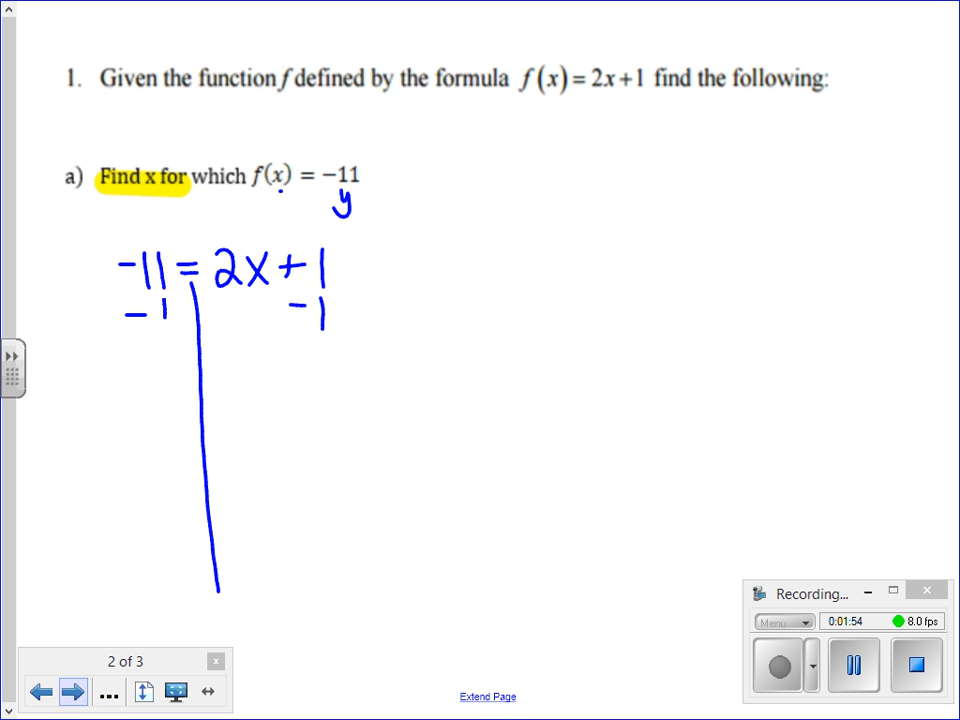 1. Given the function f defined by the formula f(x) = 2x+1 find the following:
a) Find x for which f(x) = −11
y
-11 = 2x + 1
-1 -1
Recording...
Menu 0:01:54 8.0 fps
2 of 3
...
Extend Page